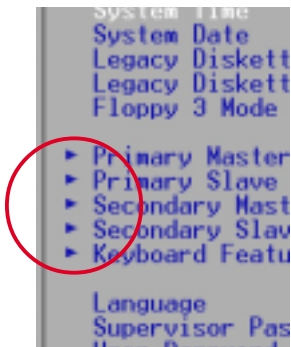 System Time
System Date
Legacy Diskett
Legacy Diskett
Floppy 3 Mode
Primary Master
Primary Slave
Secondary Mast
Secondary Slav
Keyboard Featu
Language
Supervisor Pas